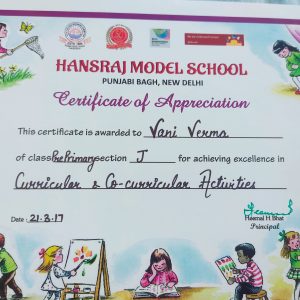 HANSRAJ MODEL SCHOOL
PUNJABI BAGH, NEW DELHI
Certificate of Appreciation
This certificate is awarded to Vani Verma
of class Pre Primary section J for achieving excellence in
Curricular & Co-curricular Activities
Date : 21.3.17
Heemal H. Bhat
Principal